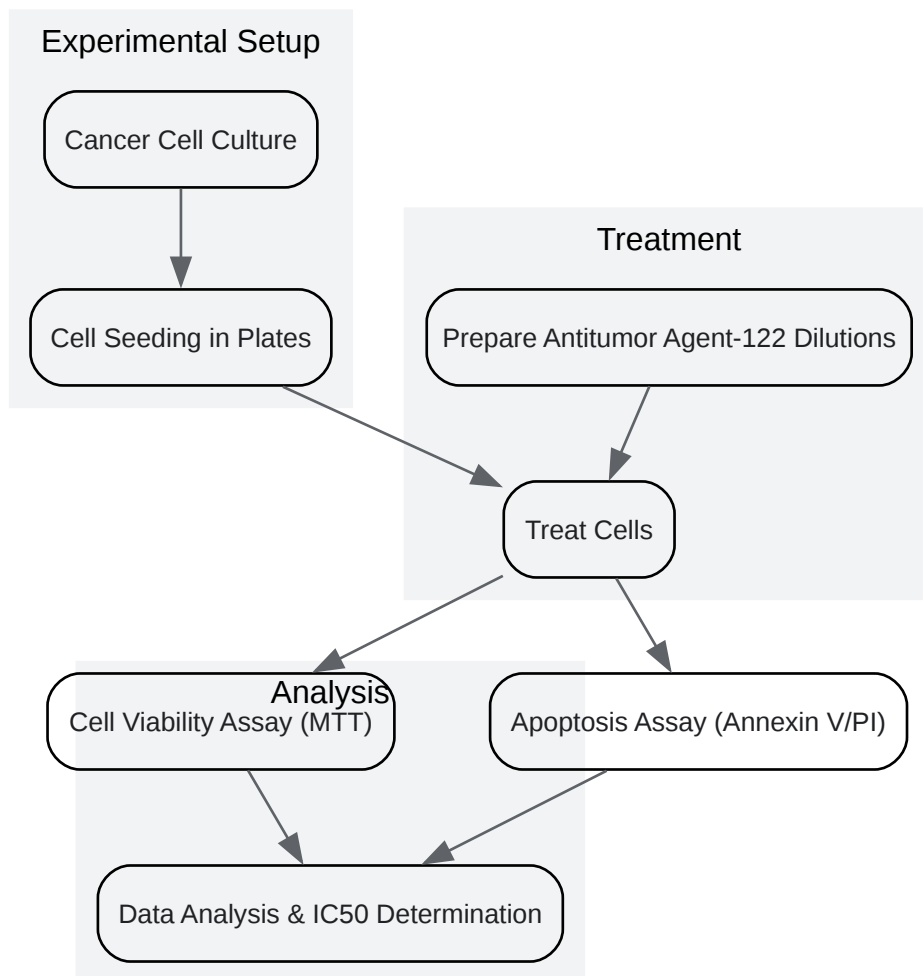 Experimental Setup
Cancer Cell Culture
Cell Seeding in Plates
Treatment
Prepare Antitumor Agent-122 Dilutions
Treat Cells
Analysis
Cell Viability Assay (MTT)
Apoptosis Assay (Annexin V/PI)
Data Analysis & IC50 Determination